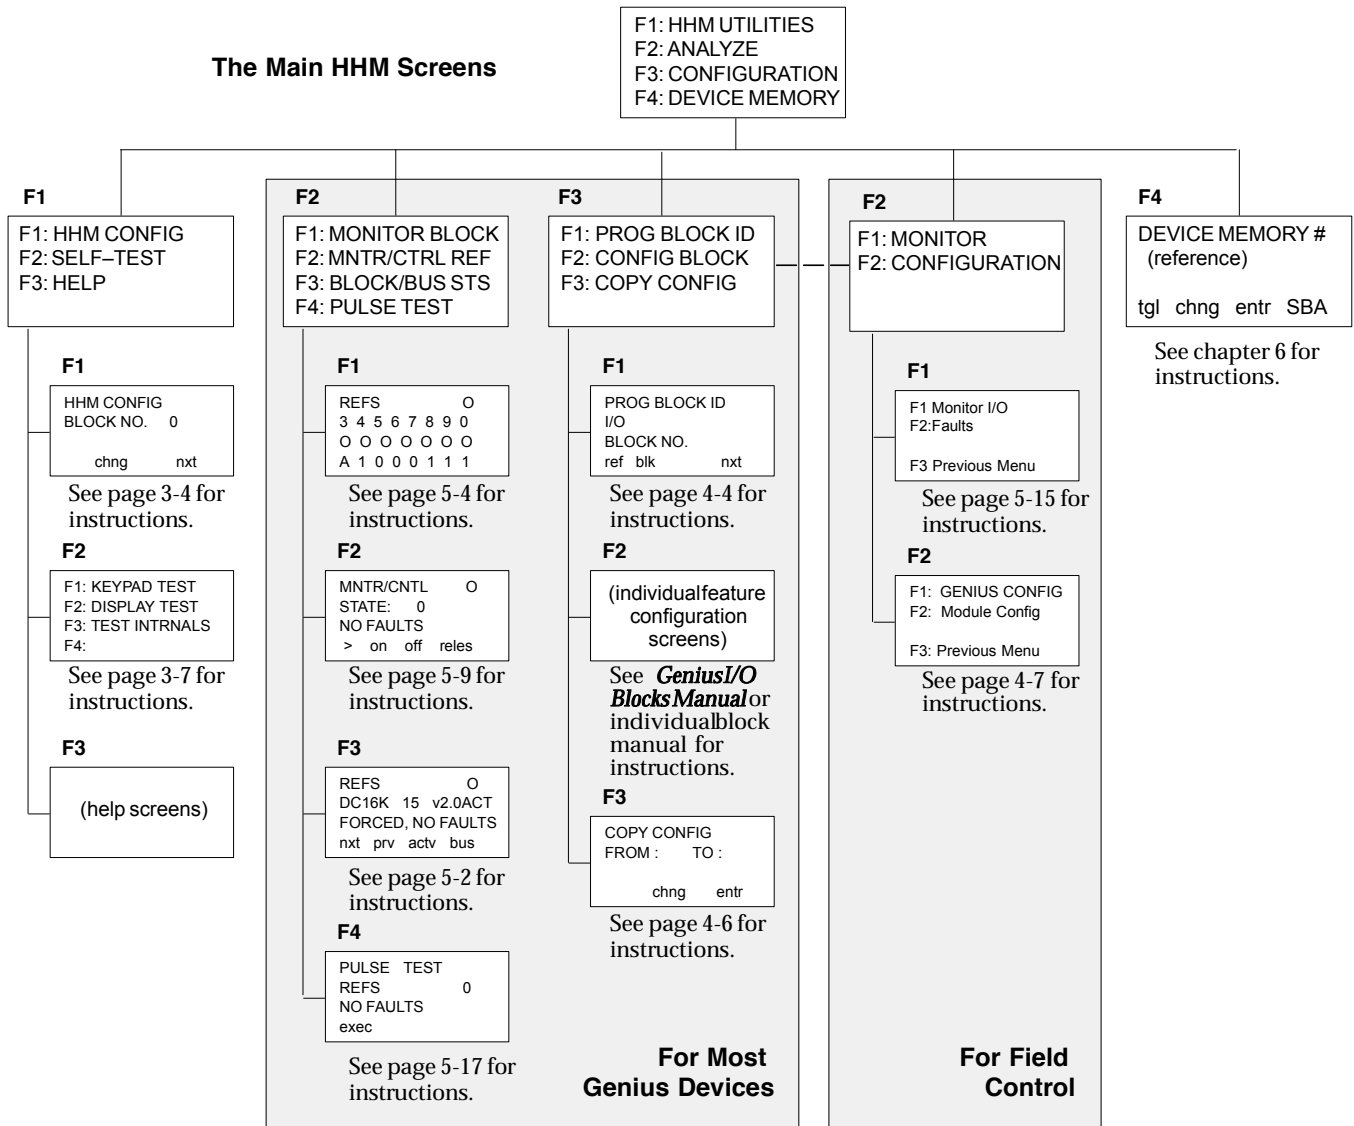 The Main HHM Screens
F1: HHM UTILITIES
F2: ANALYZE
F3: CONFIGURATION
F4: DEVICE MEMORY
F1
F1: HHM CONFIG
F2: SELF–TEST
F3: HELP
F1
HHM CONFIG
BLOCK NO. 0
chng nxt
See page 3-4 for
instructions.
F2
F1: KEYPAD TEST
F2: DISPLAY TEST
F3: TEST INTRNALS
F4:
See page 3-7 for
instructions.
F3
(help screens)
F2
F1: MONITOR BLOCK
F2: MNTR/CTRL REF
F3: BLOCK/BUS STS
F4: PULSE TEST
F1
REFS O
3 4 5 6 7 8 9 0
O O O O O O O O
A 1 0 0 0 1 1 1
See page 5-4 for
instructions.
F2
MNTR/CNTL O
STATE: 0
NO FAULTS
> on off reles
See page 5-9 for
instructions.
F3
REFS O
DC16K 15 v2.0ACT
FORCED, NO FAULTS
nxt prv actv bus
See page 5-2 for
instructions.
F4
PULSE TEST
REFS 0
NO FAULTS
exec
See page 5-17 for
instructions.
F3
F1: PROG BLOCK ID
F2: CONFIG BLOCK
F3: COPY CONFIG
F1
PROG BLOCK ID
I/O
BLOCK NO.
ref blk nxt
See page 4-4 for
instructions.
F2
(individual feature
configuration
screens)
See Genius I/O
Blocks Manual or
individual block
manual for
instructions.
F3
COPY CONFIG
FROM : TO :
chng entr
See page 4-6 for
instructions.
For Most
Genius Devices
F2
F1: MONITOR
F2: CONFIGURATION
F1
F1 Monitor I/O
F2:Faults
F3 Previous Menu
See page 5-15 for
instructions.
F2
F1: GENIUS CONFIG
F2: Module Config
F3: Previous Menu
See page 4-7 for
instructions.
For Field
Control
F4
DEVICE MEMORY #
(reference)
tgl chng entr SBA
See chapter 6 for
instructions.